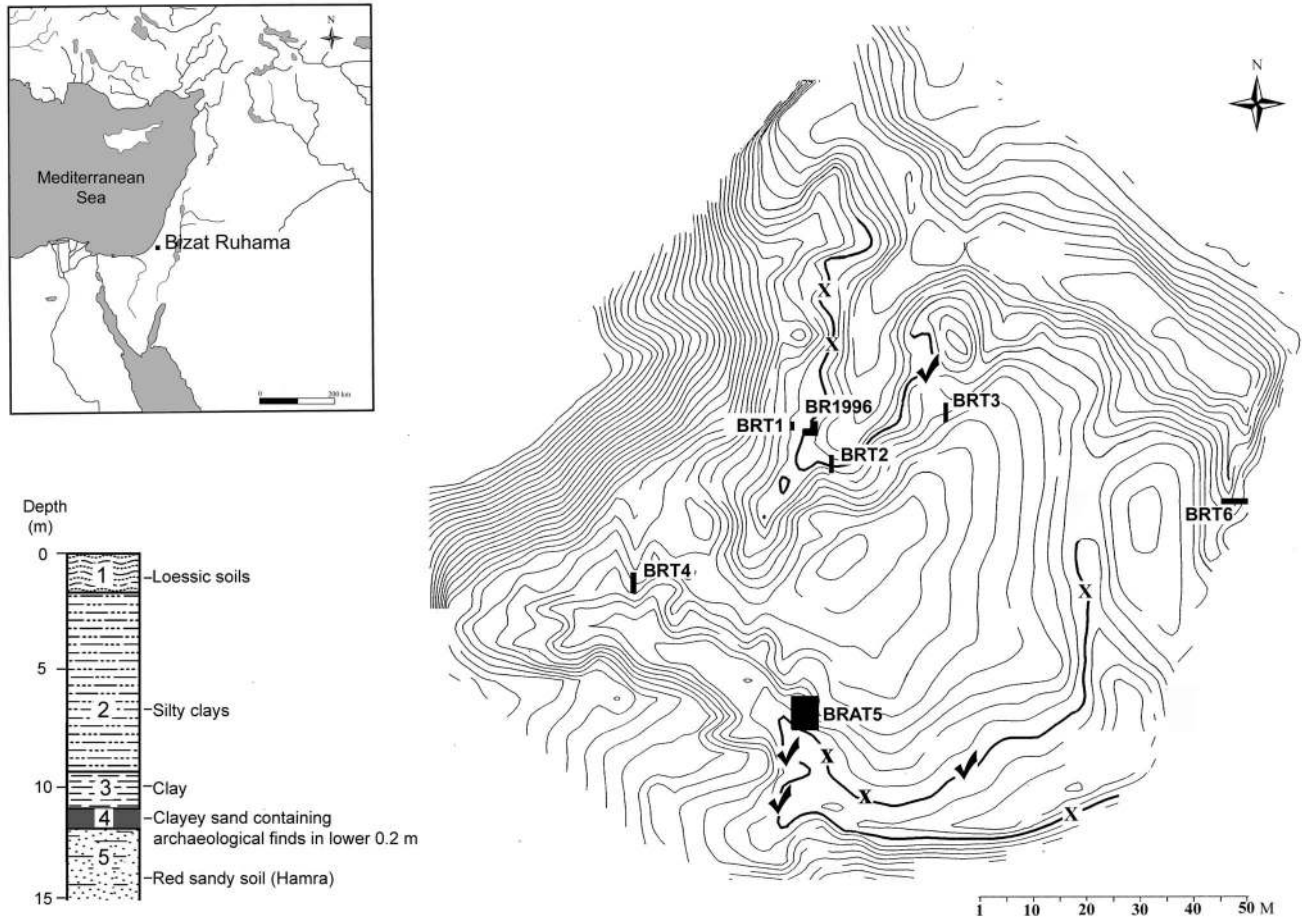 N
Mediterranean
Sea
Bizat Ruhama
0 200 km
N
X
X
BR1996
BRT1
BRT3
BRT2
BRT6
BRT4
X
BRAT5
X
X
X
1 10 20 30 40 50 M
Depth
(m)
0
1
Loessic soils
5
2
Silty clays
3
10
Clay
4
Clayey sand containing
archaeological finds in lower 0.2 m
5
Red sandy soil (Hamra)
15